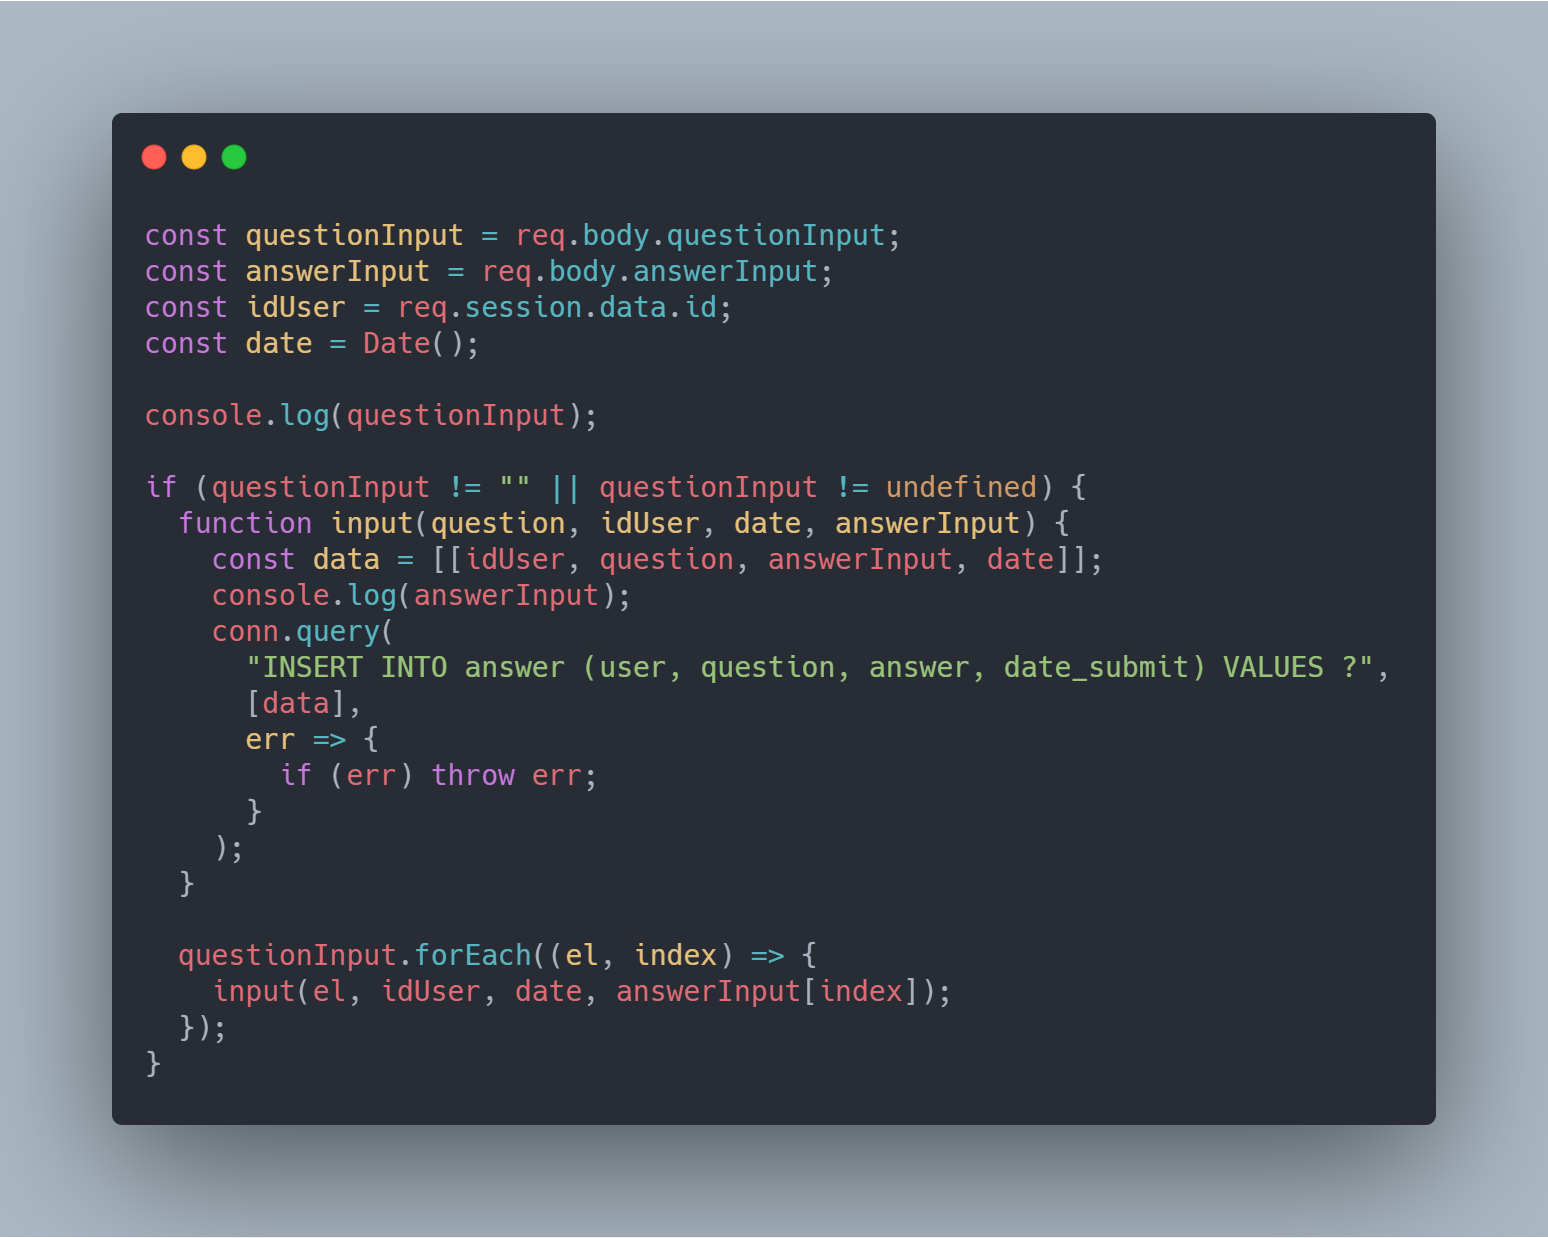 const questionInput = req.body.questionInput;
const answerInput = req.body.answerInput;
const idUser = req.session.data.id;
const date = Date();
console.log(questionInput);
if (questionInput != "" || questionInput != undefined) {
function input(question, idUser, date, answerInput) {
const data = [[idUser, question, answerInput, date]];
console.log(answerInput);
conn.query(
"INSERT INTO answer (user, question, answer, date_submit) VALUES ?",
[data],
err => {
if (err) throw err;
}
);
}
questionInput.forEach((el, index) => {
input(el, idUser, date, answerInput[index]);
});
}